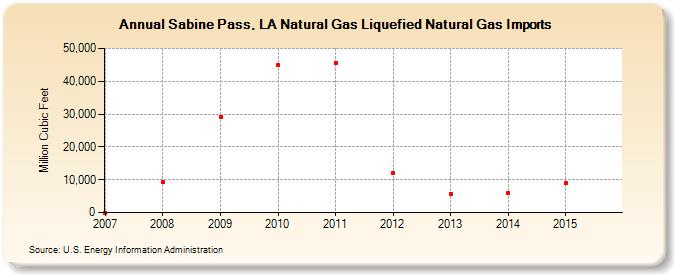 Annual Sabine Pass, LA Natural Gas Liquefied Natural Gas Imports
Million Cubic Feet
50,000
40,000
30,000
20,000
10,000
0
2007 2008 2009 2010 2011 2012 2013 2014 2015
Source: U.S. Energy Information Administration